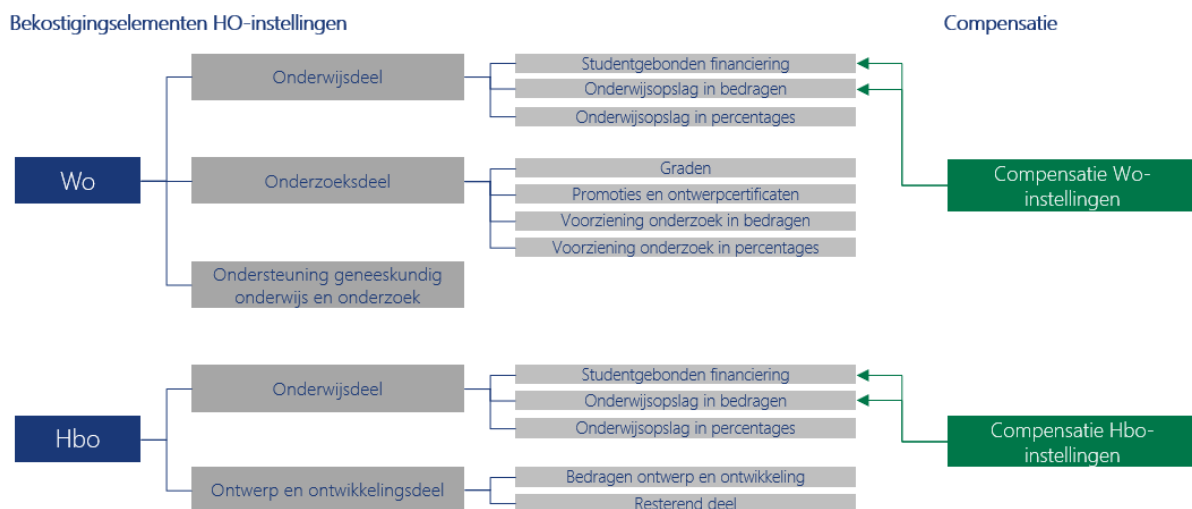 Bekostigingselementen HO-instellingen
Compensatie
Wo
Onderwijsdeel
Studentgebonden financiering
Onderwijsopslag in bedragen
Onderwijsopslag in percentages
Onderzoeksdeel
Graden
Promoties en ontwerpcertificaten
Voorziening onderzoek in bedragen
Voorziening onderzoek in percentages
Ondersteuning geneeskundig
onderwijs en onderzoek
Compensatie Wo-
instellingen
Hbo
Onderwijsdeel
Studentgebonden financiering
Onderwijsopslag in bedragen
Onderwijsopslag in percentages
Ontwerp en ontwikkelingsdeel
Bedragen ontwerp en ontwikkeling
Resterend deel
Compensatie Hbo-
instellingen